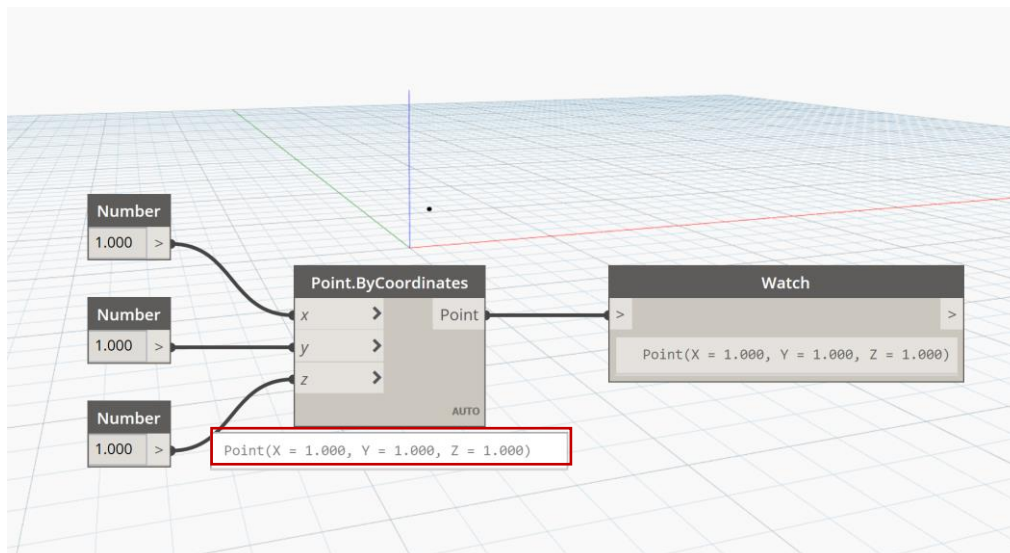 Number
1.000 >
Number
1.000 >
Number
1.000 >
Point.ByCoordinates
x > Point
y >
z >
AUTO
Point(X = 1.000, Y = 1.000, Z = 1.000)
Watch
> >
Point(X = 1.000, Y = 1.000, Z = 1.000)